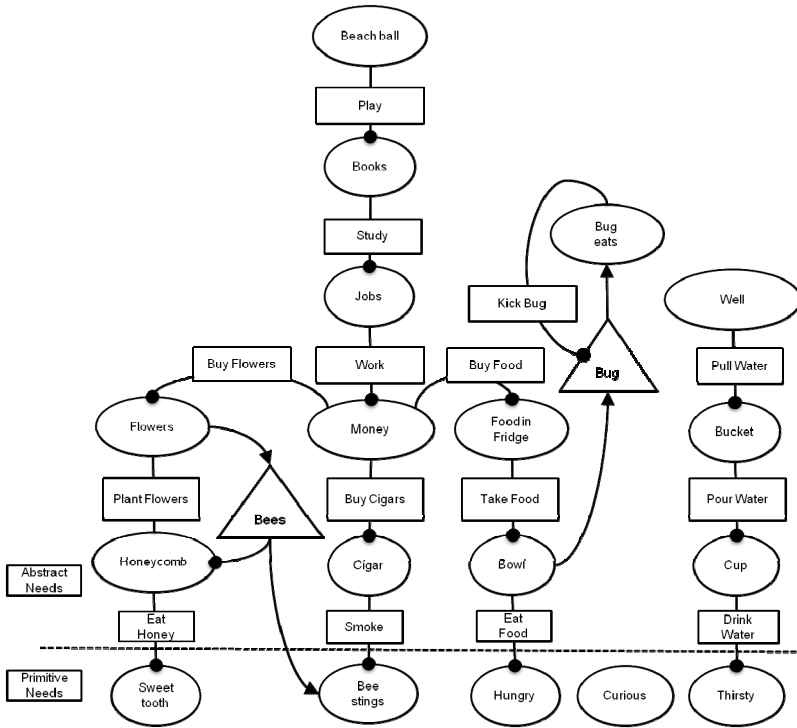 Beach ball
Play
Books
Study
Bug
eats
Jobs
Kick Bug
Well
Buy Flowers
Work
Buy Food
Bug
Pull Water
Flowers
Money
Food in
Fridge
Bucket
Plant Flowers
Bees
Buy Cigars
Take Food
Pour Water
Honeycomb
Cigar
Bowl
Cup
Abstract
Needs
Eat
Honey
Smoke
Eat
Food
Drink
Water
Primitive
Needs
Sweet
tooth
Bee
stings
Hungry
Curious
Thirsty